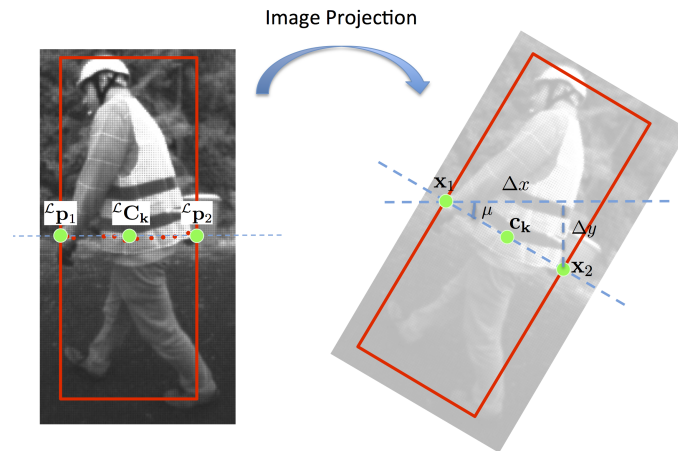 Image Projection
ᴸp₁ ᴸCₖ ᴸp₂
x₁ Δx
μ
cₖ Δy
x₂